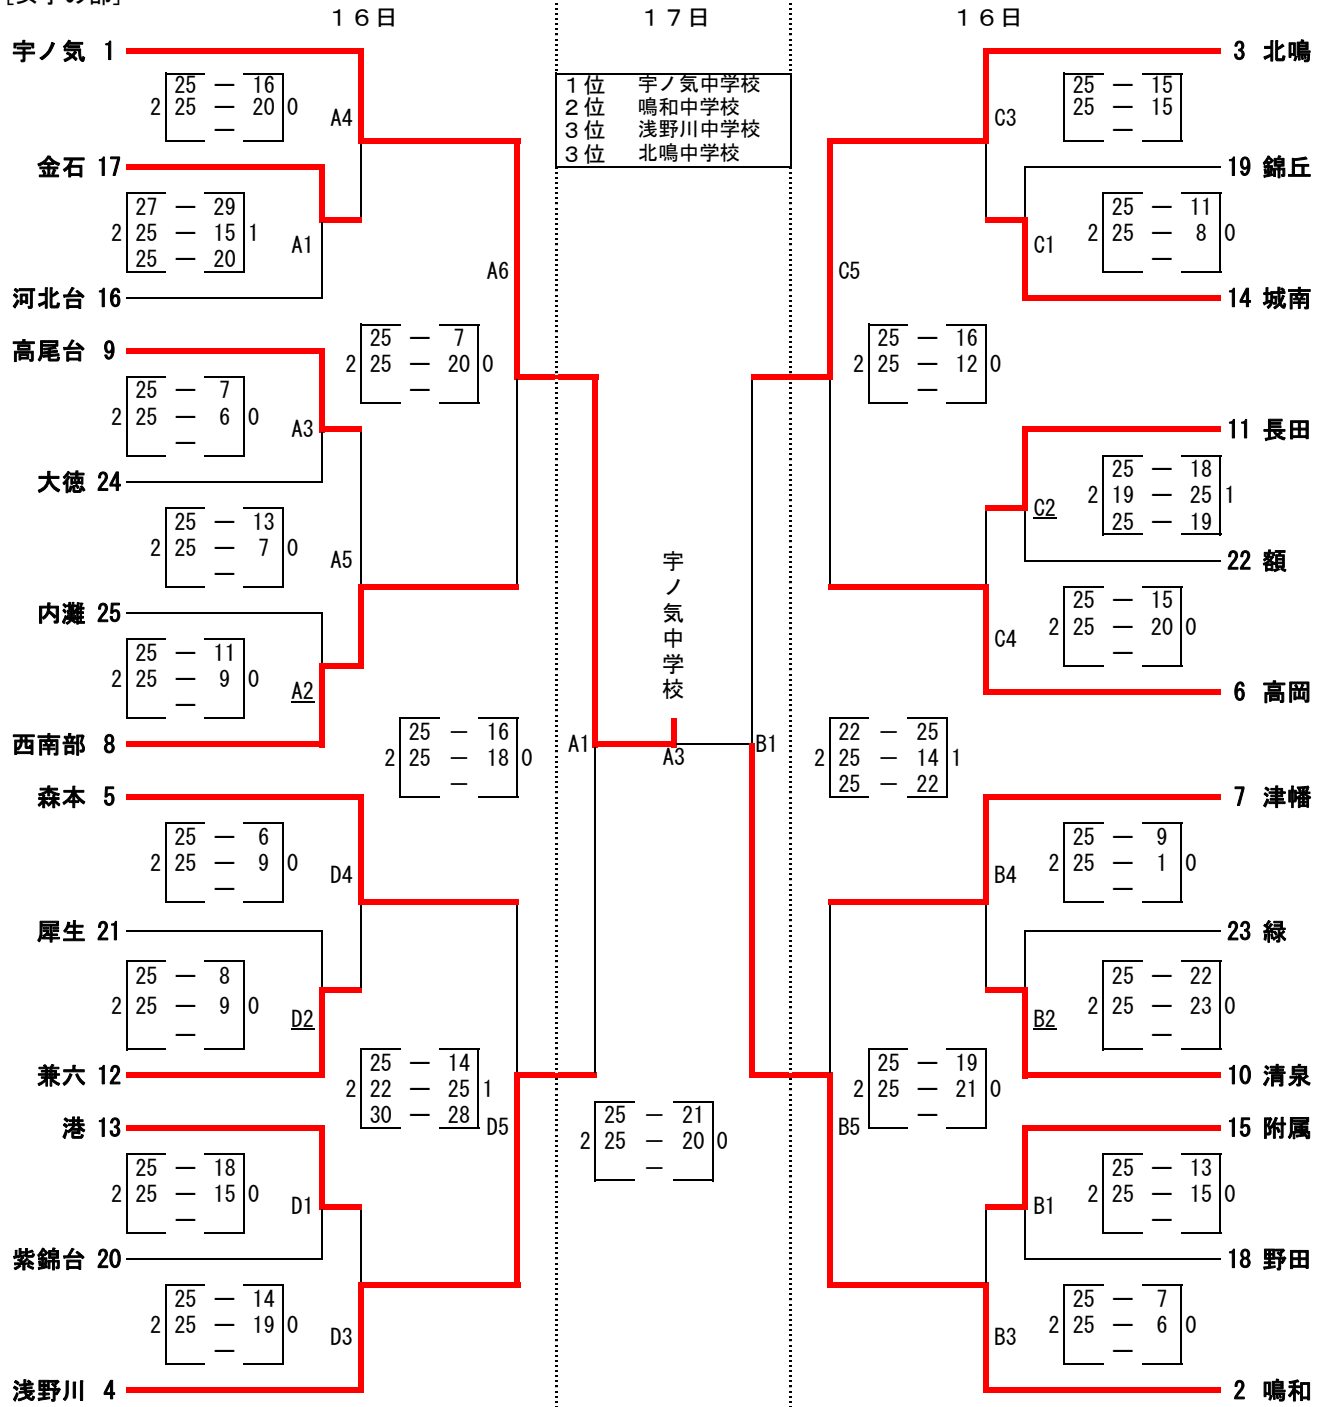 [女子の部]
１６日
１７日
１６日
１位 宇ノ気中学校
２位 鳴和中学校
３位 浅野川中学校
３位 北鳴中学校
宇ノ気 1
25 ― 16
2 25 ― 20 0
―
A4
金石 17
27 ― 29
2 25 ― 15 1
25 ― 20
A1
河北台 16
A6
高尾台 9
25 ― 7
2 25 ― 20 0
―
25 ― 7
2 25 ― 6 0
―
A3
大徳 24
25 ― 13
2 25 ― 7 0
―
A5
内灘 25
25 ― 11
2 25 ― 9 0
―
A2
西南部 8
25 ― 16
2 25 ― 18 0
―
A1
森本 5
25 ― 6
2 25 ― 9 0
―
D4
犀生 21
25 ― 8
2 25 ― 9 0
―
D2
兼六 12
25 ― 14
2 22 ― 25 1
30 ― 28
D5
港 13
25 ― 18
2 25 ― 15 0
―
D1
紫錦台 20
25 ― 14
2 25 ― 19 0
―
D3
浅野川 4
宇ノ気中学校
A3
25 ― 21
2 25 ― 20 0
―
3 北鳴
25 ― 15
25 ― 15
―
C3
19 錦丘
25 ― 11
2 25 ― 8 0
―
C1
14 城南
C5
25 ― 16
2 25 ― 12 0
―
11 長田
25 ― 18
2 19 ― 25 1
25 ― 19
C2
22 額
25 ― 15
2 25 ― 20 0
―
C4
6 高岡
B1
22 ― 25
2 25 ― 14 1
25 ― 22
7 津幡
25 ― 9
2 25 ― 1 0
―
B4
23 緑
25 ― 22
2 25 ― 23 0
―
B2
10 清泉
25 ― 19
2 25 ― 21 0
―
B5
15 附属
25 ― 13
2 25 ― 15 0
―
B1
18 野田
25 ― 7
2 25 ― 6 0
―
B3
2 鳴和